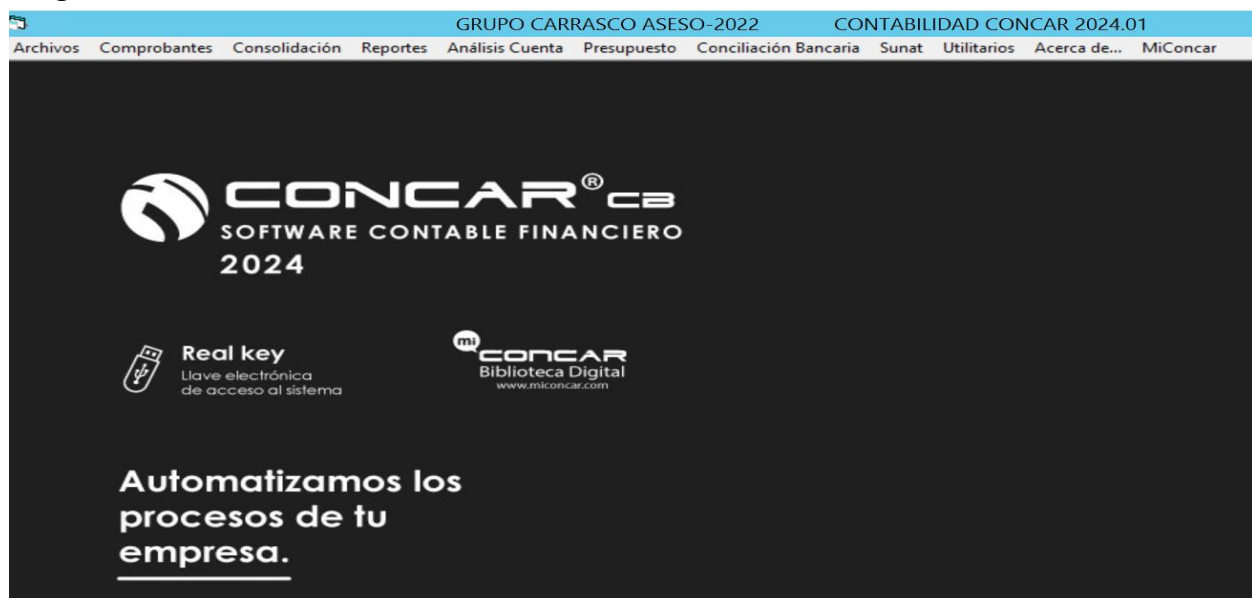 GRUPO CARRASCO ASESO-2022 CONTABILIDAD CONCAR 2024.01
Archivos Comprobantes Consolidación Reportes Análisis Cuenta Presupuesto Conciliación Bancaria Sunat Utilitarios Acerca de... MiConcar
CONCAR® CB
SOFTWARE CONTABLE FINANCIERO
2024
Real key
Llave electrónica
de acceso al sistema
mi
CONCAR
Biblioteca Digital
www.miconcar.com
Automatizamos los
procesos de tu
empresa.